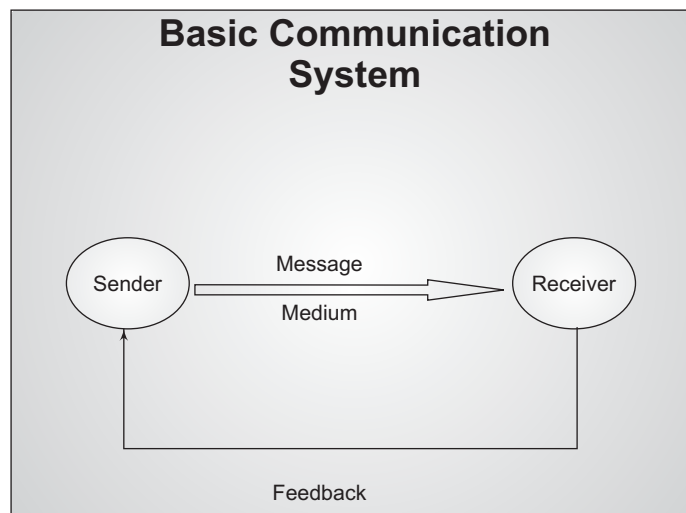 Basic Communication
System
Message
Sender
Receiver
Medium
Feedback